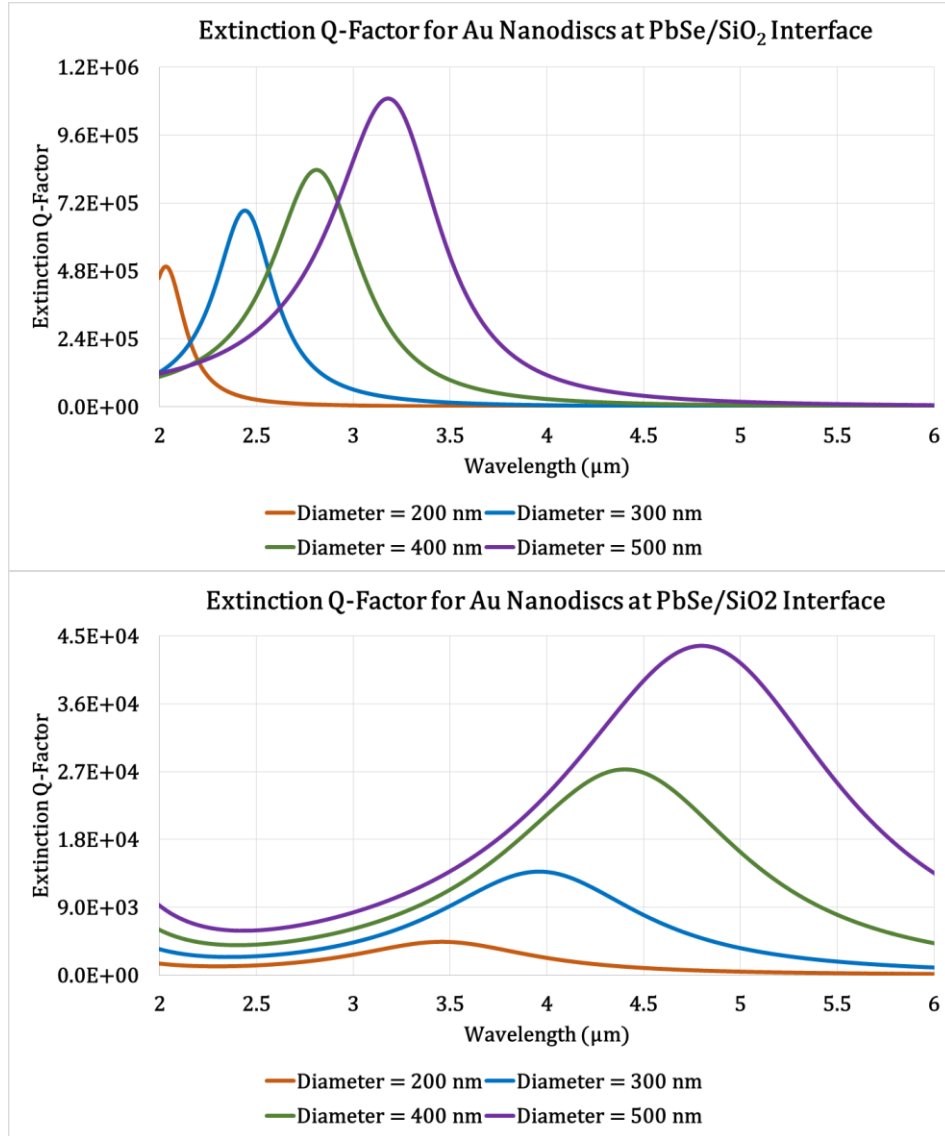 Extinction Q-Factor for Au Nanodiscs at PbSe/SiO₂ Interface
Extinction Q-Factor
1.2E+06
9.6E+05
7.2E+05
4.8E+05
2.4E+05
0.0E+00
2 2.5 3 3.5 4 4.5 5 5.5 6
Wavelength (µm)
Diameter = 200 nm Diameter = 300 nm
Diameter = 400 nm Diameter = 500 nm
Extinction Q-Factor for Au Nanodiscs at PbSe/SiO2 Interface
Extinction Q-Factor
4.5E+04
3.6E+04
2.7E+04
1.8E+04
9.0E+03
0.0E+00
2 2.5 3 3.5 4 4.5 5 5.5 6
Wavelength (µm)
Diameter = 200 nm Diameter = 300 nm
Diameter = 400 nm Diameter = 500 nm